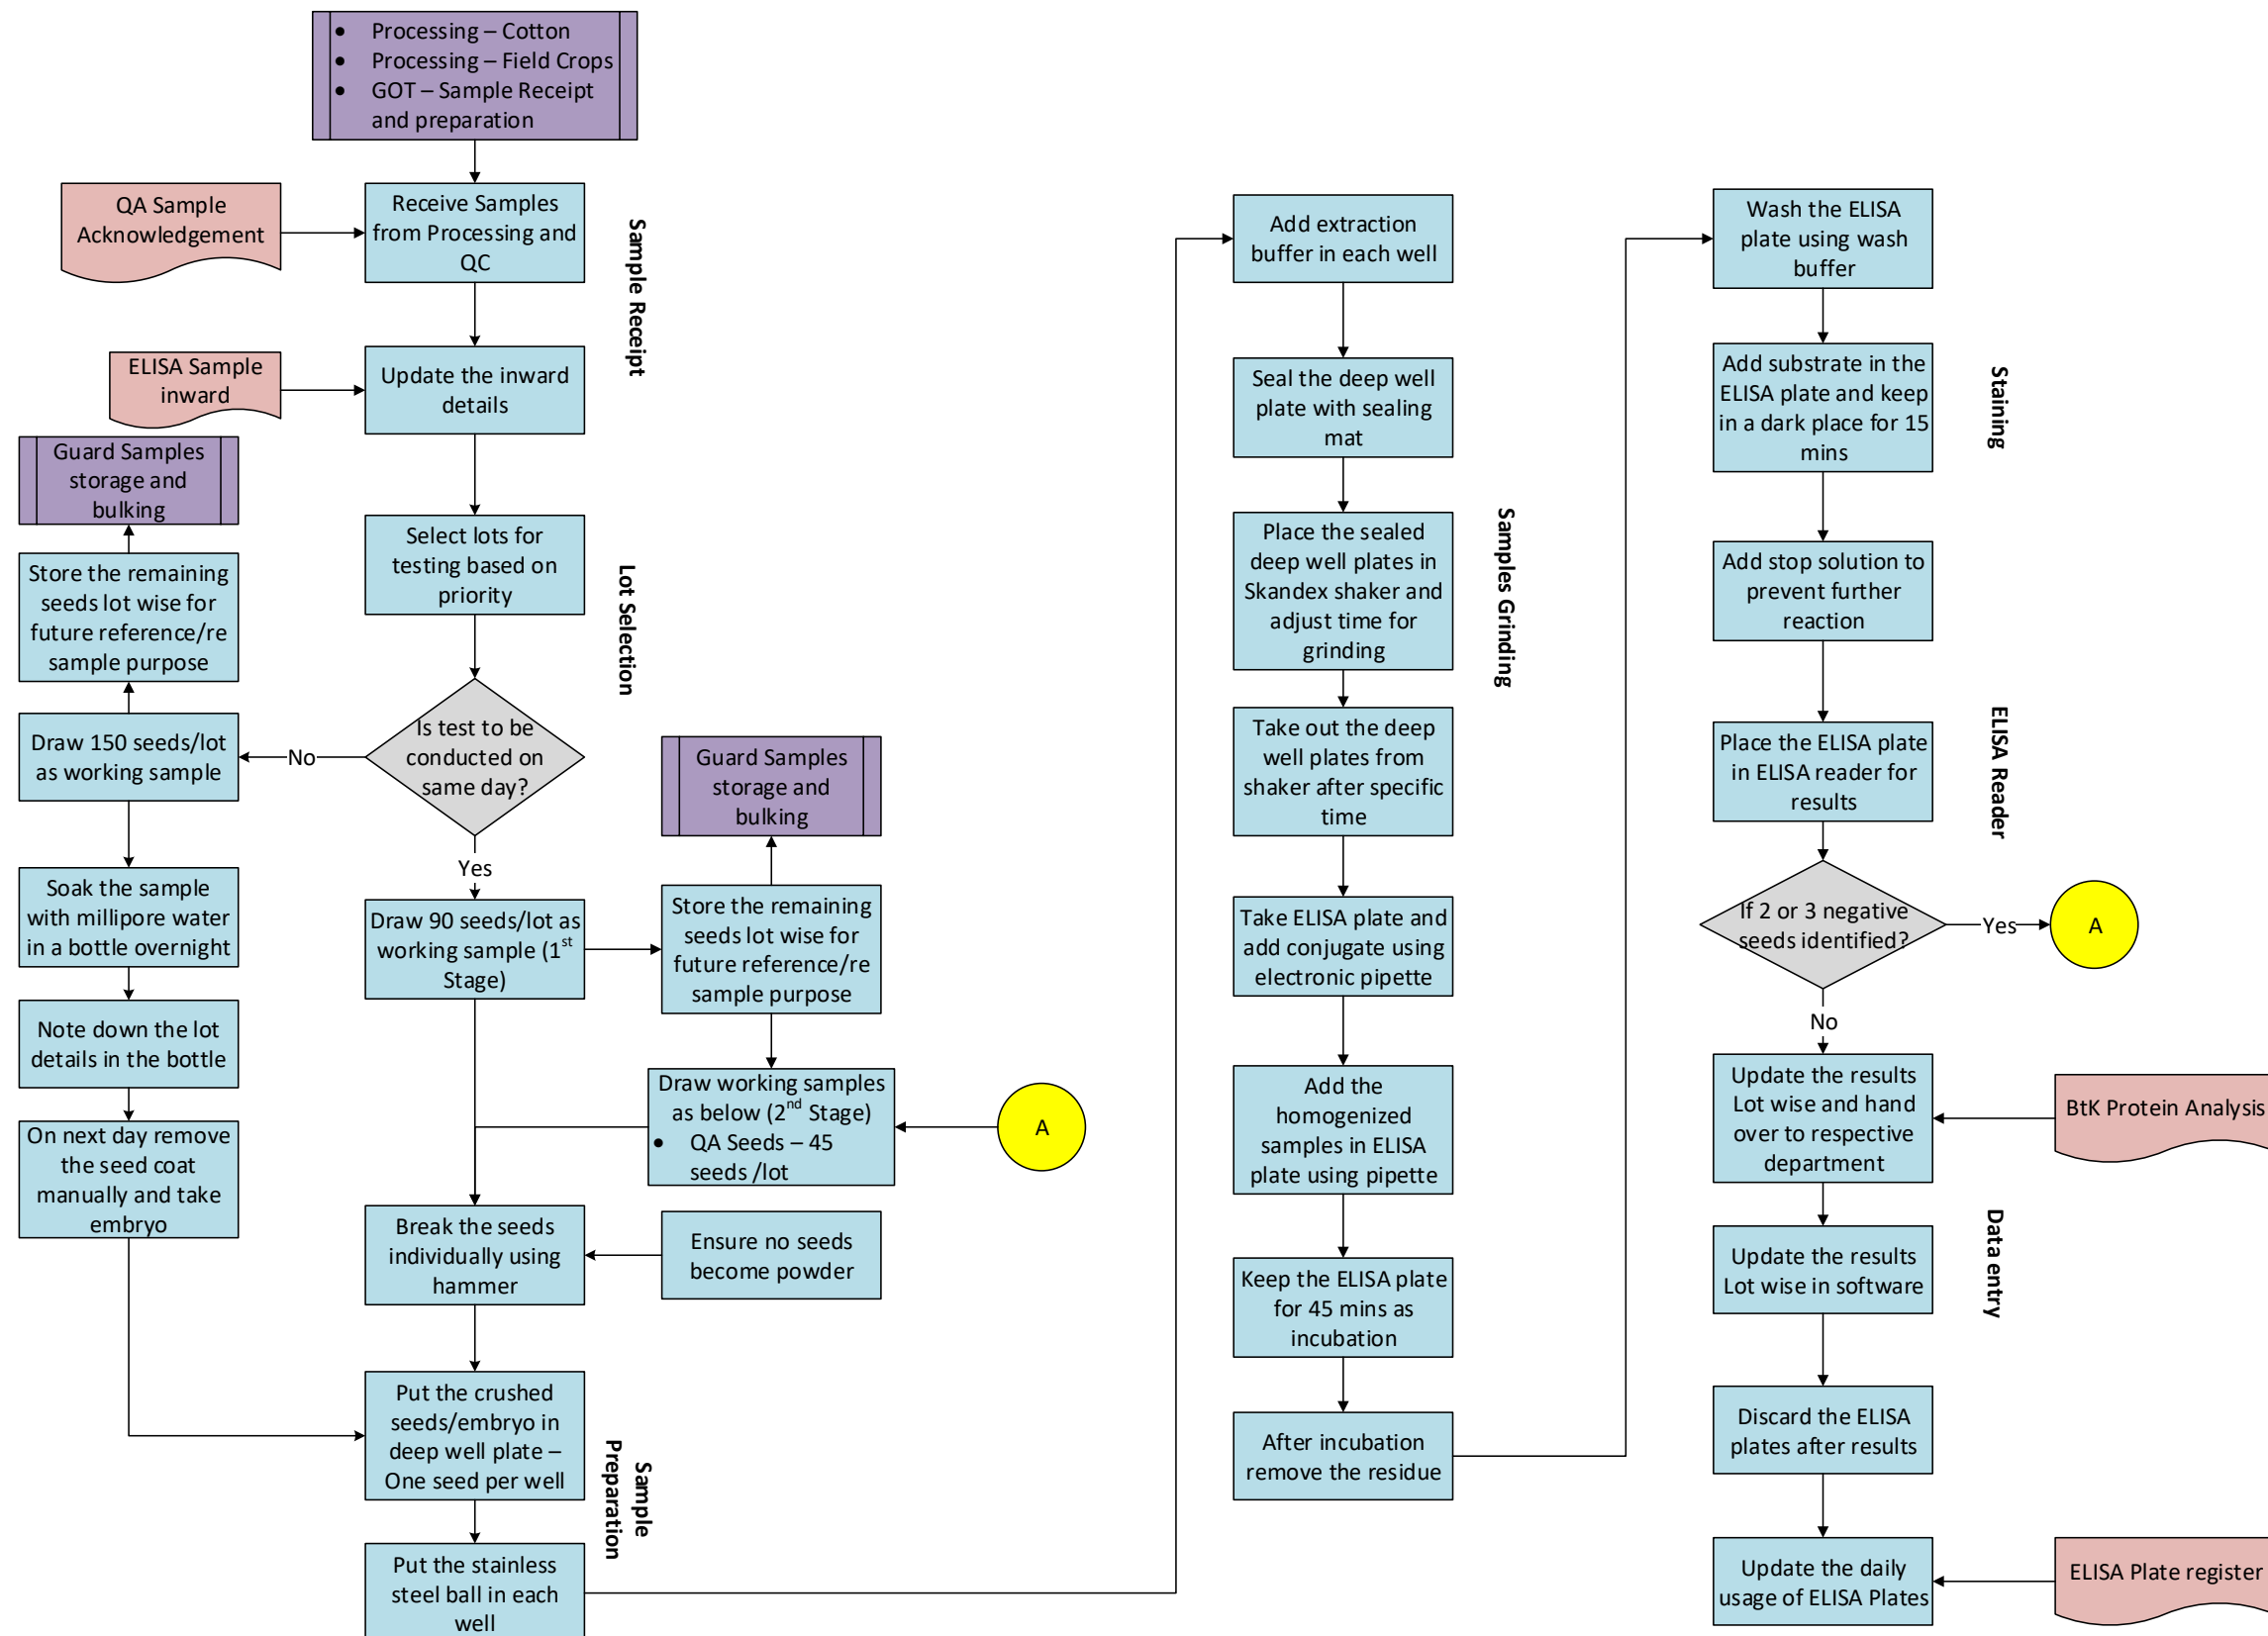 • Processing – Cotton
• Processing – Field Crops
• GOT – Sample Receipt
and preparation
QA Sample
Acknowledgement
Receive Samples
from Processing and
QC
Sample Receipt
ELISA Sample
inward
Update the inward
details
Guard Samples
storage and
bulking
Select lots for
testing based on
priority
Lot Selection
Store the remaining
seeds lot wise for
future reference/re
sample purpose
Draw 150 seeds/lot
as working sample
No
Is test to be
conducted on
same day?
Yes
Guard Samples
storage and
bulking
Soak the sample
with millipore water
in a bottle overnight
Draw 90 seeds/lot as
working sample (1st
Stage)
Store the remaining
seeds lot wise for
future reference/re
sample purpose
Note down the lot
details in the bottle
Draw working samples
as below (2nd Stage)
• QA Seeds – 45
seeds /lot
A
On next day remove
the seed coat
manually and take
embryo
Break the seeds
individually using
hammer
Ensure no seeds
become powder
Put the crushed
seeds/embryo in
deep well plate –
One seed per well
Sample
Preparation
Put the stainless
steel ball in each
well
Add extraction
buffer in each well
Seal the deep well
plate with sealing
mat
Place the sealed
deep well plates in
Skandex shaker and
adjust time for
grinding
Samples Grinding
Take out the deep
well plates from
shaker after specific
time
Take ELISA plate and
add conjugate using
electronic pipette
Add the
homogenized
samples in ELISA
plate using pipette
Keep the ELISA plate
for 45 mins as
incubation
After incubation
remove the residue
Wash the ELISA
plate using wash
buffer
Add substrate in the
ELISA plate and keep
in a dark place for 15
mins
Staining
Add stop solution to
prevent further
reaction
Place the ELISA plate
in ELISA reader for
results
ELISA Reader
If 2 or 3 negative
seeds identified?
Yes
A
No
Update the results
Lot wise and hand
over to respective
department
BtK Protein Analysis
Update the results
Lot wise in software
Data entry
Discard the ELISA
plates after results
Update the daily
usage of ELISA Plates
ELISA Plate register